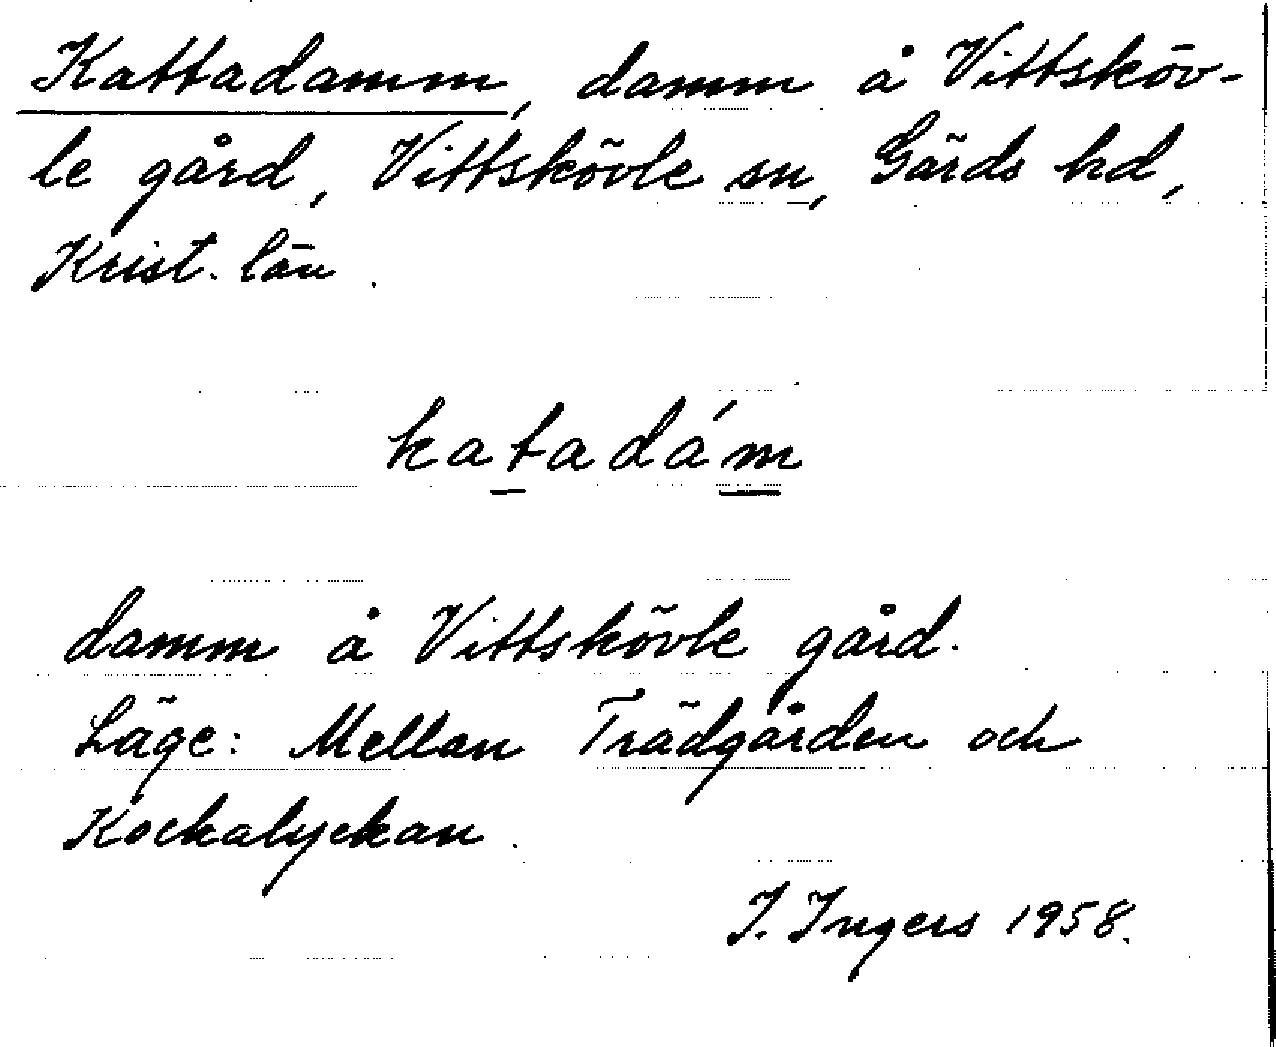 Kattadamm, damm å Vittsköv-
le gård, Vittskövle sn, Gärds hd,
Krist. län.
katadám
damm å Vittskövle gård.
Läge: Mellan Trädgården och
Kockalyckan.
I. Ingers 1958.